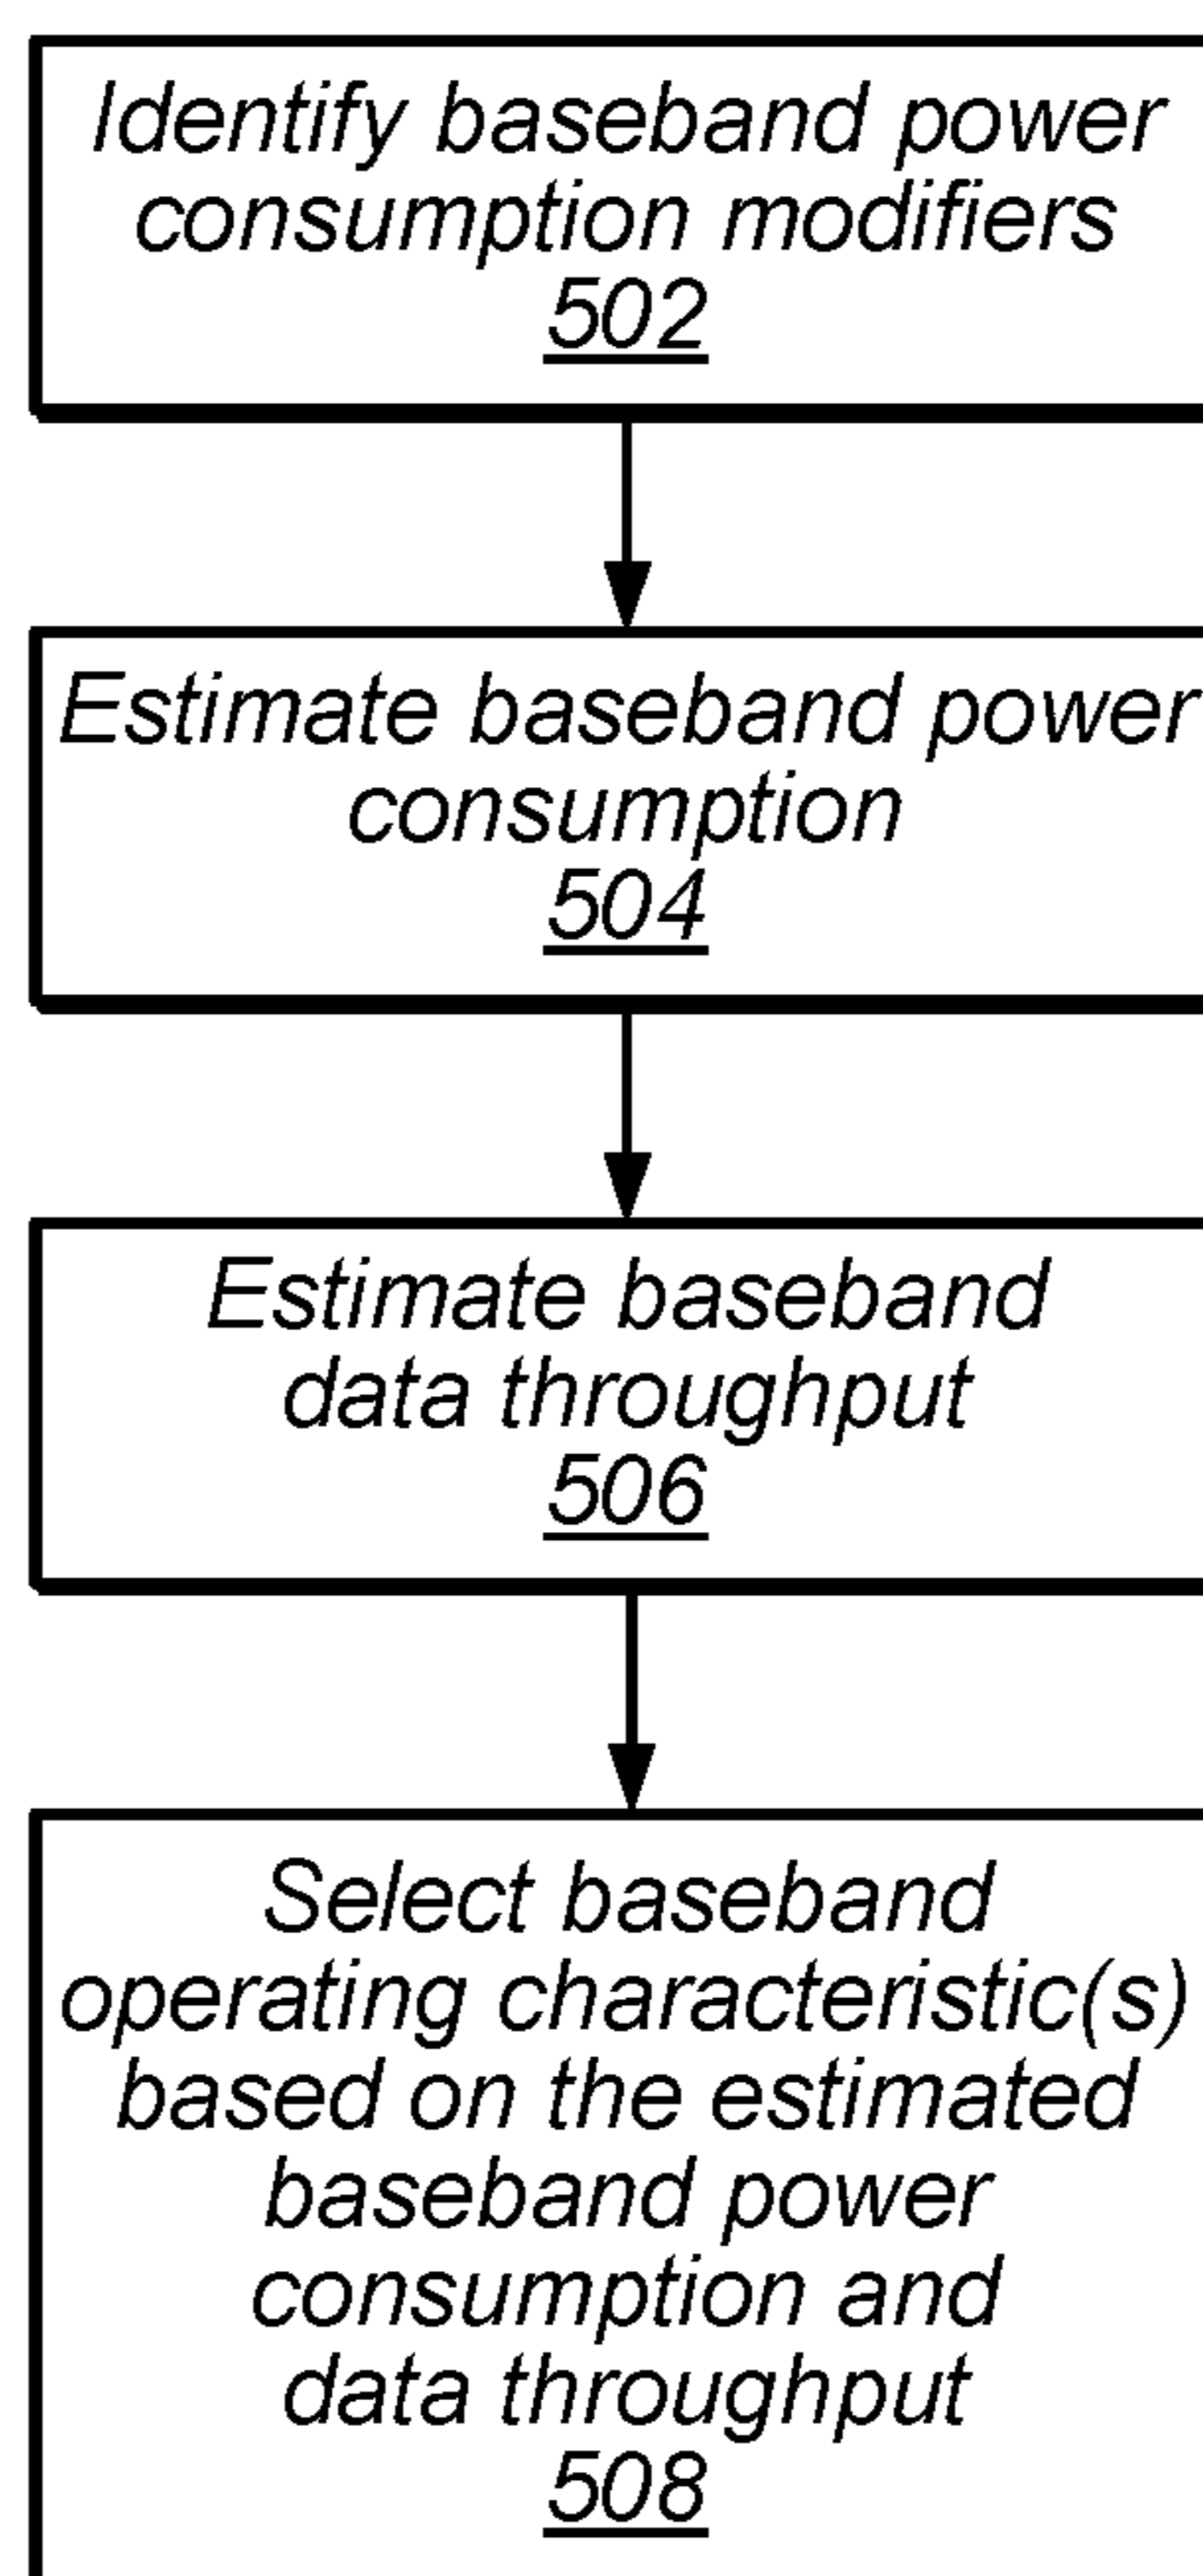 Identify baseband power
consumption modifiers
502
Estimate baseband power
consumption
504
Estimate baseband
data throughput
506
Select baseband
operating characteristic(s)
based on the estimated
baseband power
consumption and
data throughput
508